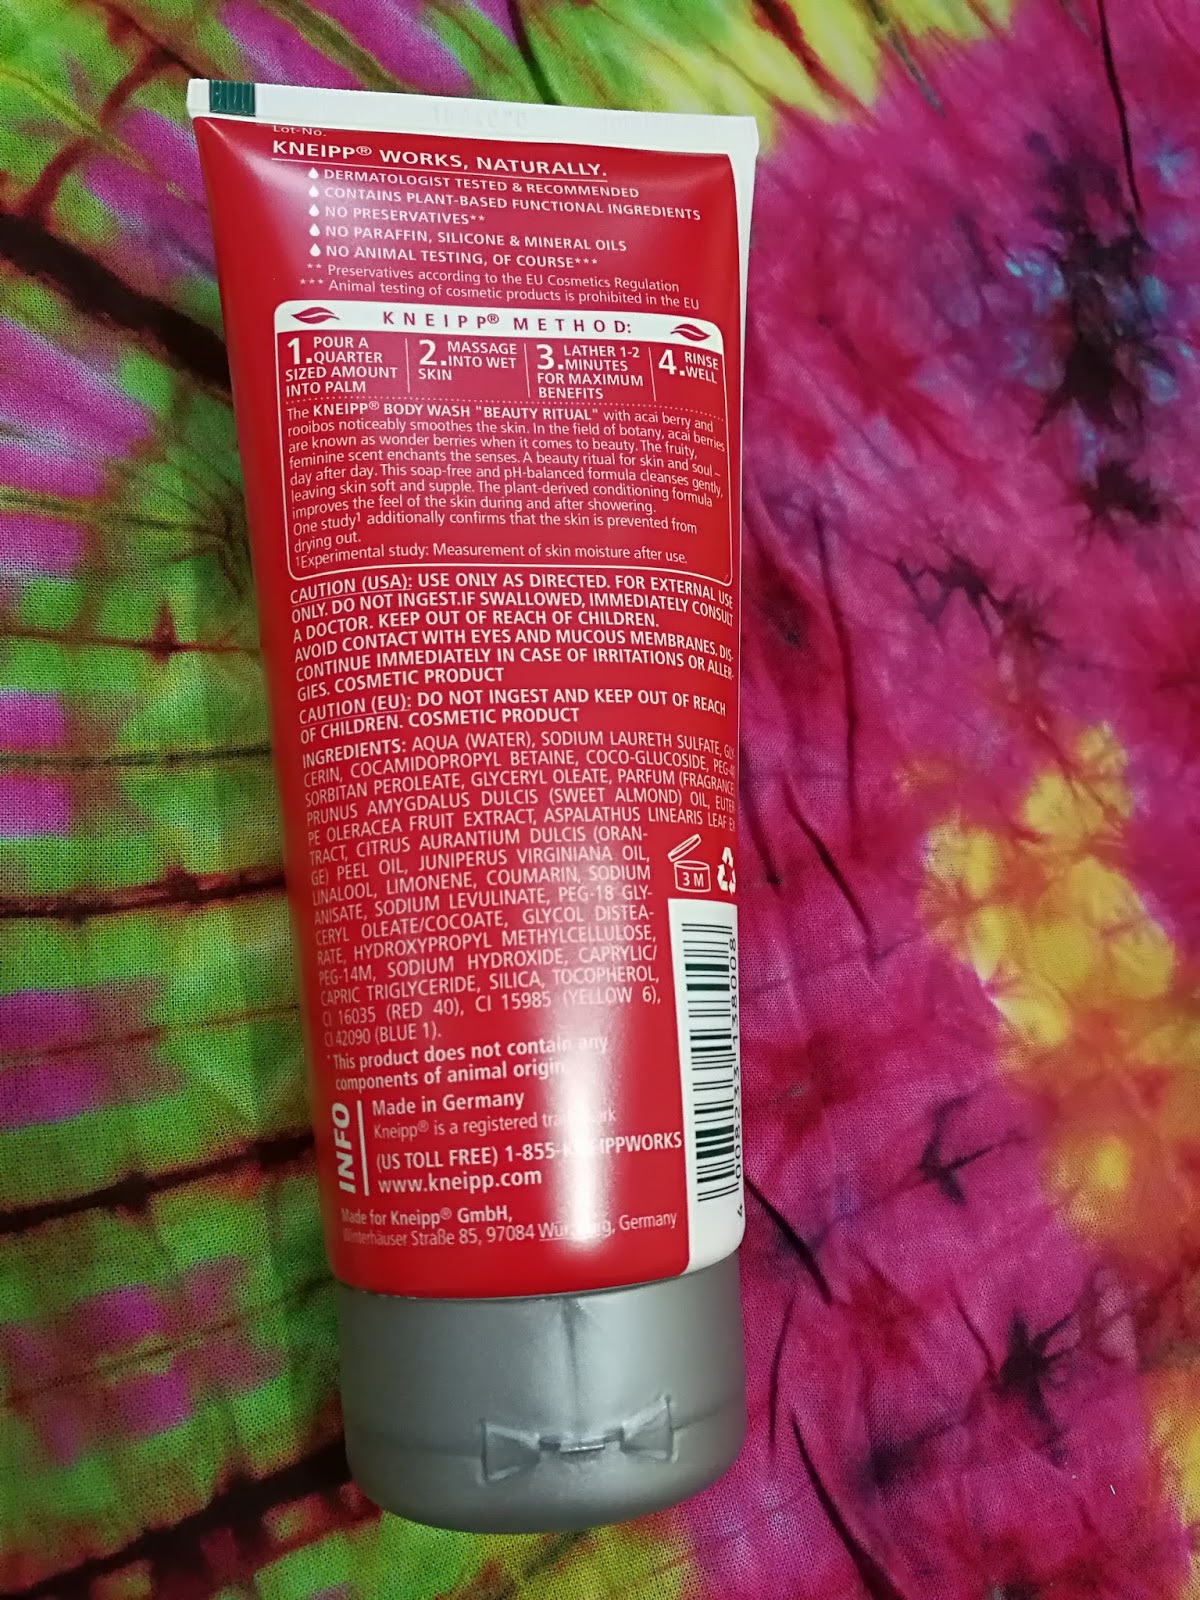 Lot-No.
KNEIPP® WORKS, NATURALLY.
DERMATOLOGIST TESTED & RECOMMENDED
CONTAINS PLANT-BASED FUNCTIONAL INGREDIENTS
NO PRESERVATIVES**
NO PARAFFIN, SILICONE & MINERAL OILS
NO ANIMAL TESTING, OF COURSE***
** Preservatives according to the EU Cosmetics Regulation
*** Animal testing of cosmetic products is prohibited in the EU
KNEIPP® METHOD:
1. POUR A QUARTER SIZED AMOUNT INTO PALM
2. MASSAGE INTO WET SKIN
3. LATHER 1-2 MINUTES FOR MAXIMUM BENEFITS
4. RINSE WELL
The KNEIPP® BODY WASH "BEAUTY RITUAL" with acai berry and
rooibos noticeably smoothes the skin. In the field of botany, acai berries
are known as wonder berries when it comes to beauty. The fruity,
feminine scent enchants the senses. A beauty ritual for skin and soul –
day after day. This soap-free and pH-balanced formula cleanses gently,
leaving skin soft and supple. The plant-derived conditioning formula
improves the feel of the skin during and after showering.
One study¹ additionally confirms that the skin is prevented from
drying out.
¹Experimental study: Measurement of skin moisture after use.
CAUTION (USA): USE ONLY AS DIRECTED. FOR EXTERNAL USE
ONLY. DO NOT INGEST.IF SWALLOWED, IMMEDIATELY CONSULT
A DOCTOR. KEEP OUT OF REACH OF CHILDREN.
AVOID CONTACT WITH EYES AND MUCOUS MEMBRANES. DIS-
CONTINUE IMMEDIATELY IN CASE OF IRRITATIONS OR ALLER-
GIES. COSMETIC PRODUCT
CAUTION (EU): DO NOT INGEST AND KEEP OUT OF REACH
OF CHILDREN. COSMETIC PRODUCT
INGREDIENTS: AQUA (WATER), SODIUM LAURETH SULFATE, GLY-
CERIN, COCAMIDOPROPYL BETAINE, COCO-GLUCOSIDE, PEG-40
SORBITAN PEROLEATE, GLYCERYL OLEATE, PARFUM (FRAGRANCE
PRUNUS AMYGDALUS DULCIS (SWEET ALMOND) OIL, EUTER
PE OLERACEA FRUIT EXTRACT, ASPALATHUS LINEARIS LEAF EX
TRACT, CITRUS AURANTIUM DULCIS (ORAN-
GE) PEEL OIL, JUNIPERUS VIRGINIANA OIL,
LINALOOL, LIMONENE, COUMARIN, SODIUM
ANISATE, SODIUM LEVULINATE, PEG-18 GLY-
CERYL OLEATE/COCOATE, GLYCOL DISTEA-
RATE, HYDROXYPROPYL METHYLCELLULOSE,
PEG-14M, SODIUM HYDROXIDE, CAPRYLIC/
CAPRIC TRIGLYCERIDE, SILICA, TOCOPHEROL,
CI 16035 (RED 40), CI 15985 (YELLOW 6),
CI 42090 (BLUE 1).
3 M
*This product does not contain any
components of animal origin
INFO
Made in Germany
Kneipp® is a registered
(US TOLL FREE) 1-855-
www.kneipp.com
Made for Kneipp® GmbH,
Winterhäuser Straße 85, 97084 Germany
4 008233 138008